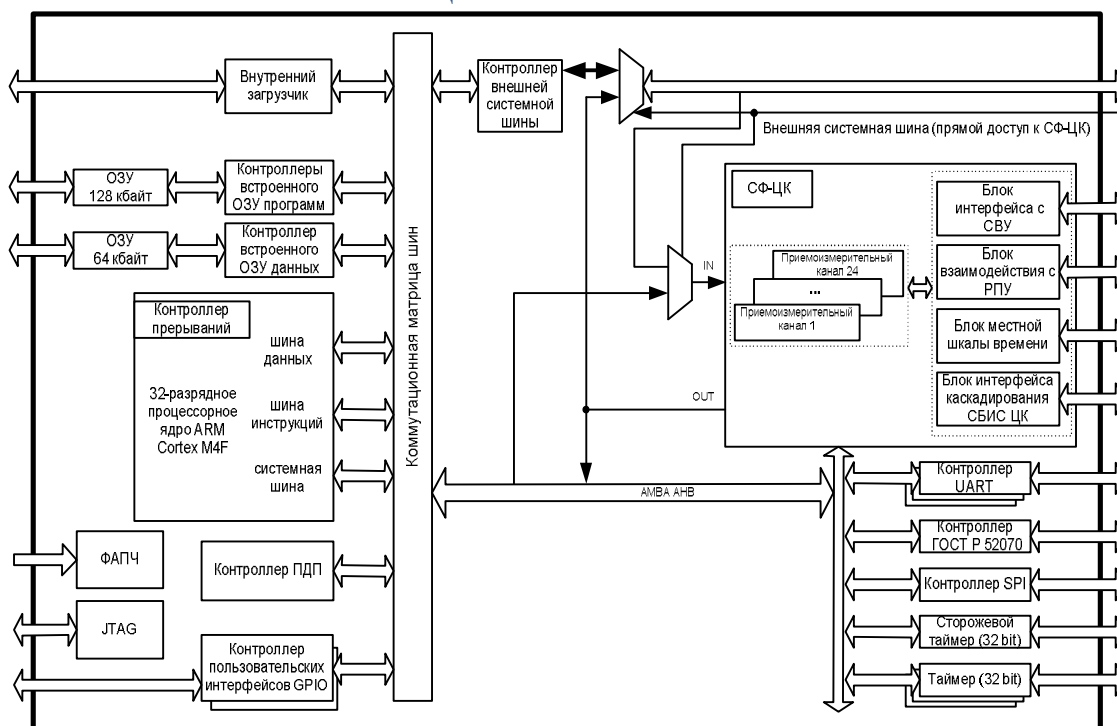 Внутренний
загрузчик
Контроллер
внешней
системной
шины
Внешняя системная шина (прямой доступ к СФ-ЦК)
ОЗУ
128 кбайт
Контроллеры
встроенного
ОЗУ программ
ОЗУ
64 кбайт
Контроллер
встроенного
ОЗУ данных
Контроллер
прерываний
шина
данных
32-разрядное
процессорное
ядро ARM
Cortex M4F
шина
инструкций
системная
шина
ФАПЧ
JTAG
Контроллер ПДП
Контроллер
пользовательских
интерфейсов GPIO
Коммутационная матрица шин
СФ-ЦК
IN
OUT
Приемоизмерительный
канал 24
...
Приемоизмерительный
канал 1
Блок
интерфейса с
СВУ
Блок
взаимодействия с
РПУ
Блок местной
шкалы времени
Блок интерфейса
каскадирования
СБИС ЦК
AMBA AHB
Контроллер
UART
Контроллер
ГОСТ Р 52070
Контроллер SPI
Сторожевой
таймер (32 bit)
Таймер (32 bit)